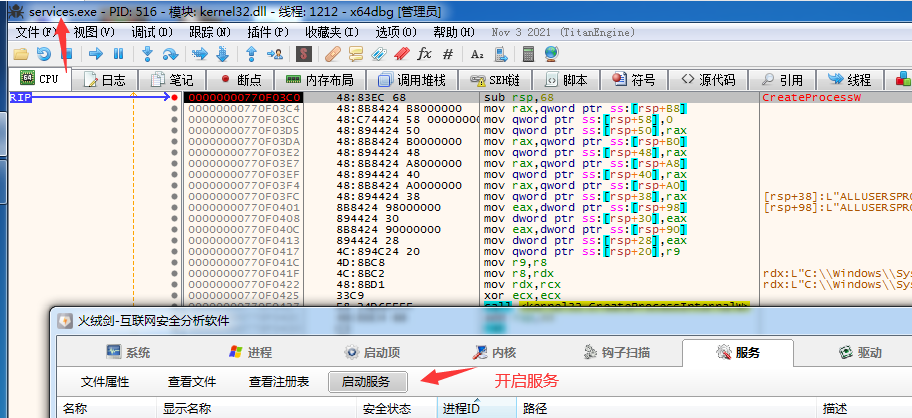 services.exe - PID: 516 - 模块: kernel32.dll - 线程: 1212 - x64dbg [管理员]
文件(F) 视图(V) 调试(D) 跟踪(N) 插件(P) 收藏夹(I) 选项(O) 帮助(H) Nov 3 2021 (TitanEngine)
CPU 日志 笔记 断点 内存布局 调用堆栈 SEH链 脚本 符号 源代码 引用 线程
RIP 00000000770F03C0 48:83EC 68 sub rsp,68 CreateProcessW
00000000770F03C4 48:8B8424 B8000000 mov rax,qword ptr ss:[rsp+B8]
00000000770F03CC 48:C74424 58 00000000 mov qword ptr ss:[rsp+58],0
00000000770F03D5 48:894424 50 mov qword ptr ss:[rsp+50],rax
00000000770F03DA 48:8B8424 B0000000 mov rax,qword ptr ss:[rsp+B0]
00000000770F03E2 48:894424 48 mov qword ptr ss:[rsp+48],rax
00000000770F03E7 48:8B8424 A8000000 mov rax,qword ptr ss:[rsp+A8]
00000000770F03EF 48:894424 40 mov qword ptr ss:[rsp+40],rax
00000000770F03F4 48:8B8424 A0000000 mov rax,qword ptr ss:[rsp+A0]
00000000770F03FC 48:894424 38 mov qword ptr ss:[rsp+38],rax [rsp+38]:L"ALLUSERSPRO
00000000770F0401 8B8424 98000000 mov eax,dword ptr ss:[rsp+98] [rsp+98]:L"ALLUSERSPRO
00000000770F0408 894424 30 mov dword ptr ss:[rsp+30],eax
00000000770F040C 8B8424 90000000 mov eax,dword ptr ss:[rsp+90]
00000000770F0413 894424 28 mov dword ptr ss:[rsp+28],eax
00000000770F0417 4C:894C24 20 mov qword ptr ss:[rsp+20],r9
00000000770F041C 4D:8BC8 mov r9,r8
00000000770F041F 4C:8BC2 mov r8,rdx rdx:L"C:\\Windows\\Sys
00000000770F0422 48:8BD1 mov rdx,rcx rdx:L"C:\\Windows\\Sys
00000000770F0425 33C9 xor ecx,ecx
火绒剑-互联网安全分析软件
系统 进程 启动项 内核 钩子扫描 服务 驱动
文件属性 查看文件 查看注册表 启动服务 开启服务
名称 显示名称 安全状态 进程ID 路径 描述